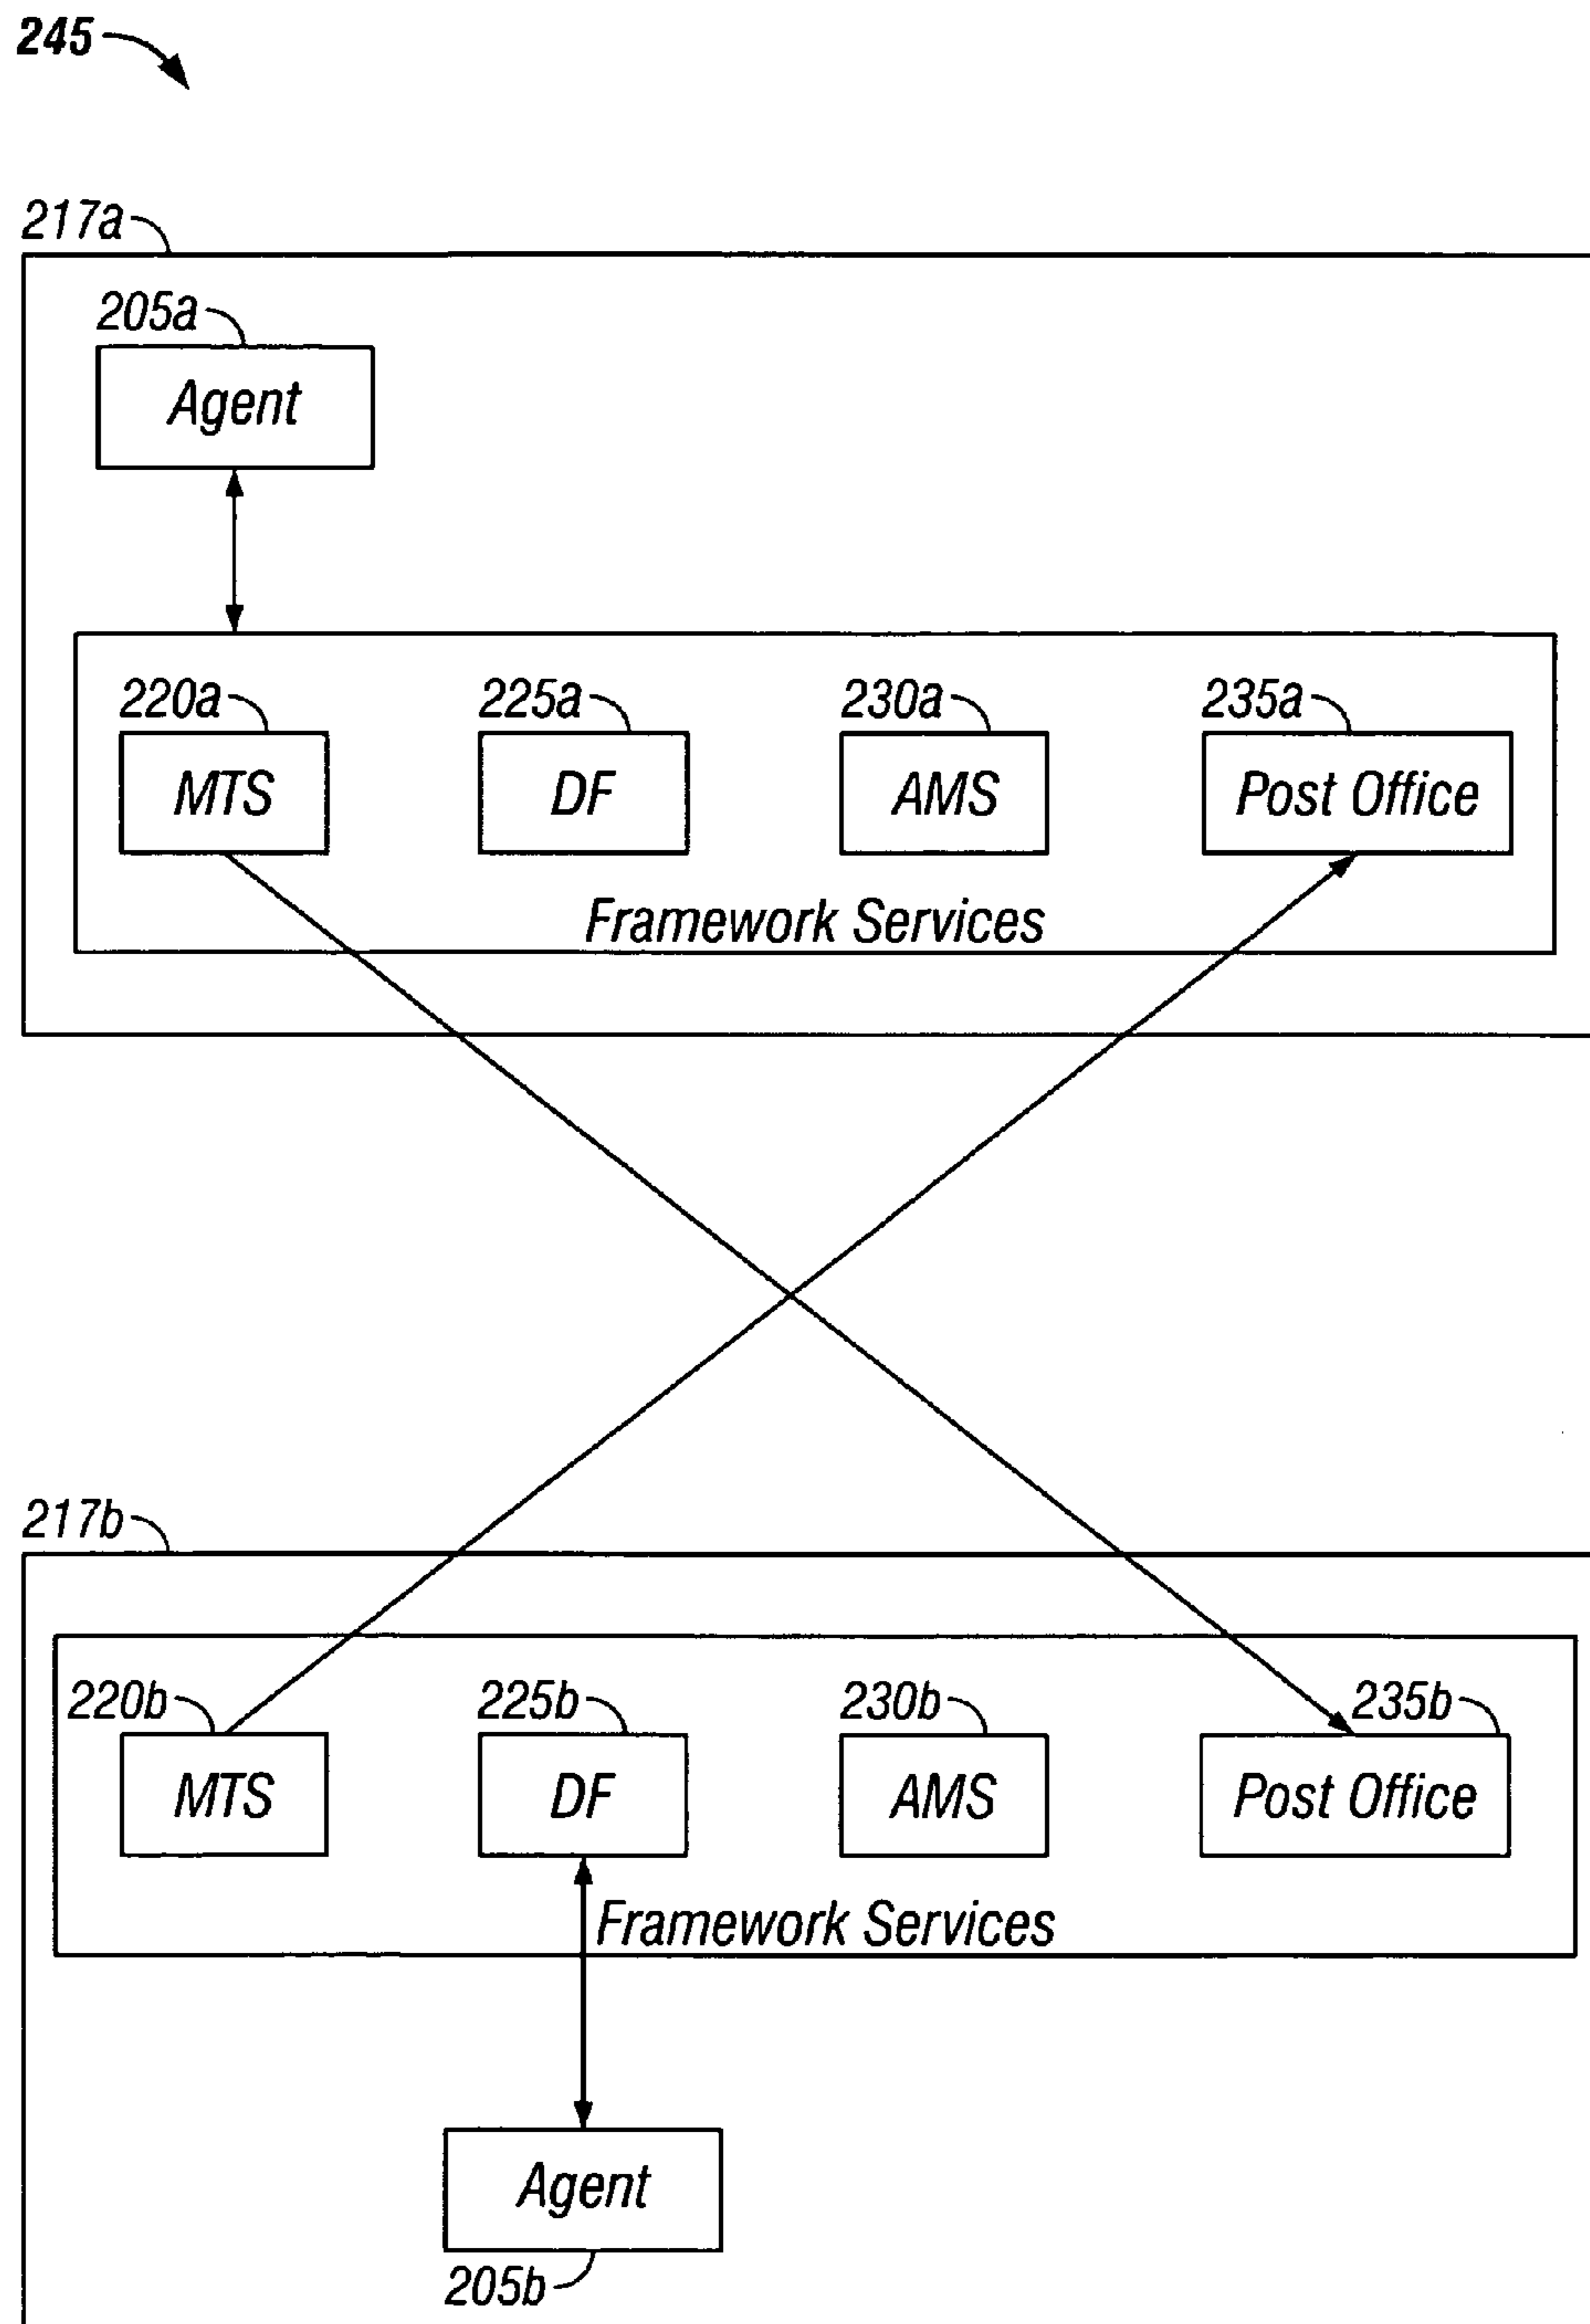 245
217a
205a
Agent
220a 225a 230a 235a
MTS DF AMS Post Office
Framework Services
217b
220b 225b 230b 235b
MTS DF AMS Post Office
Framework Services
Agent
205b